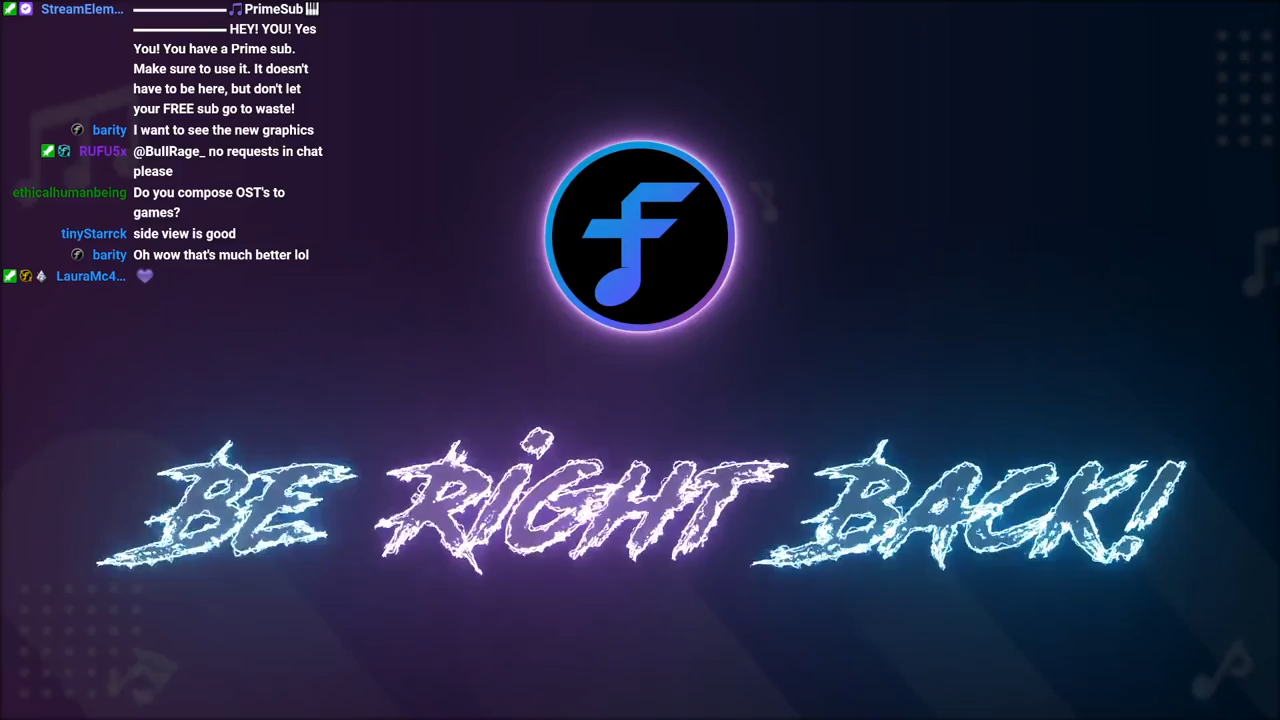 StreamElem... 🎵PrimeSub🎹
HEY! YOU! Yes
You! You have a Prime sub.
Make sure to use it. It doesn't
have to be here, but don't let
your FREE sub go to waste!
barity I want to see the new graphics
RUFU5x @BullRage_ no requests in chat
please
ethicalhumanbeing Do you compose OST's to
games?
tinyStarrck side view is good
barity Oh wow that's much better lol
LauraMc4... 💜
BE RIGHT BACK!